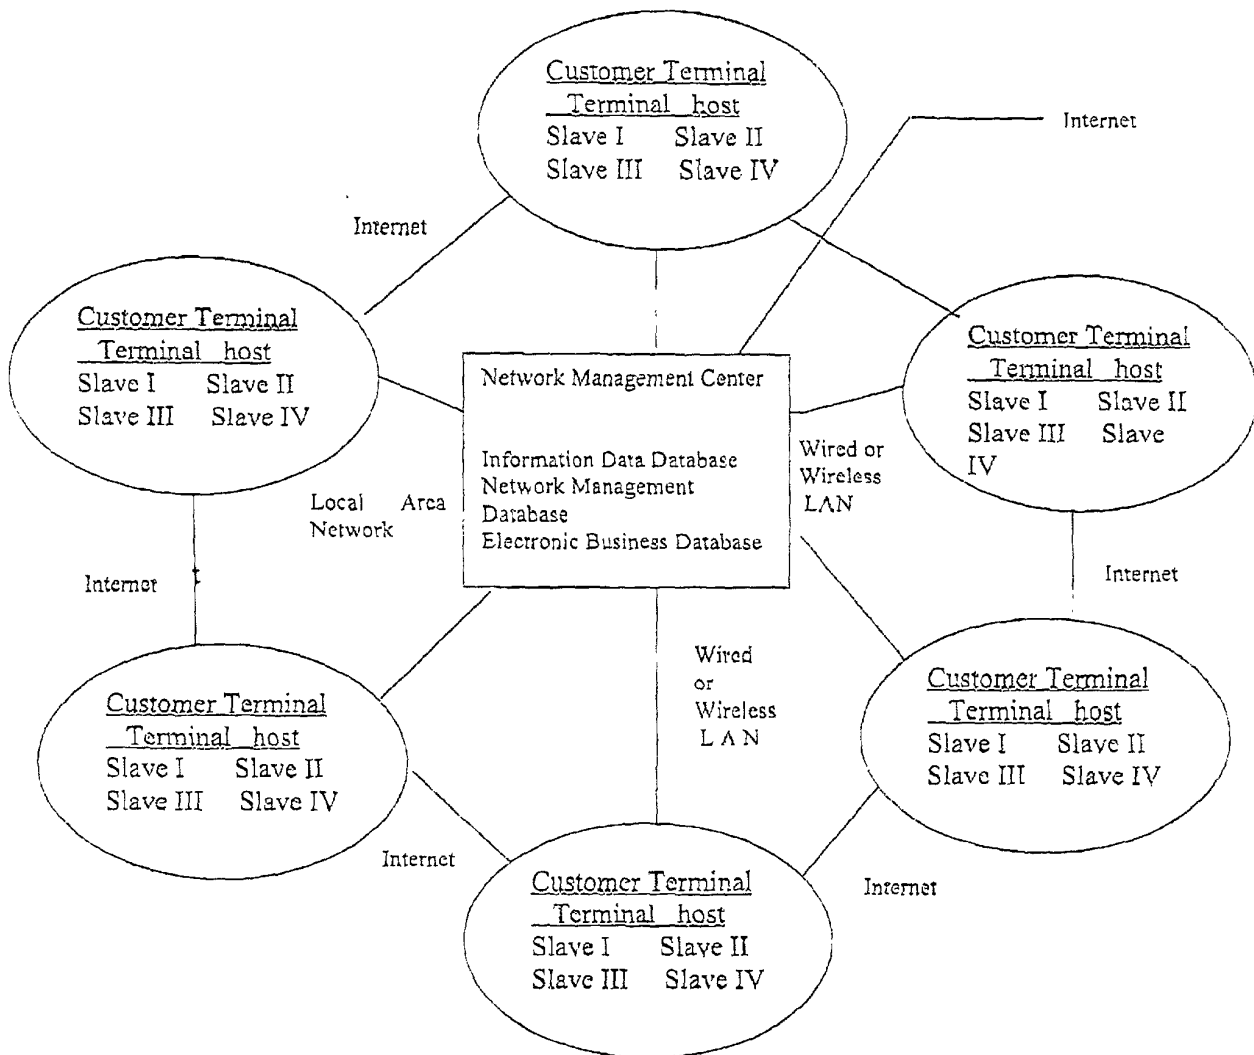 Customer Terminal
Terminal host
Slave I Slave II
Slave III Slave IV
Internet
Internet
Customer Terminal
Terminal host
Slave I Slave II
Slave III Slave IV
Network Management Center
Information Data Database
Network Management
Database
Electronic Business Database
Customer Terminal
Terminal host
Slave I Slave II
Slave III Slave
IV
Local Area
Network
Wired or
Wireless
LAN
Internet
Internet
Customer Terminal
Terminal host
Slave I Slave II
Slave III Slave IV
Wired
or
Wireless
L A N
Customer Terminal
Terminal host
Slave I Slave II
Slave III Slave IV
Internet
Customer Terminal
Terminal host
Slave I Slave II
Slave III Slave IV
Internet